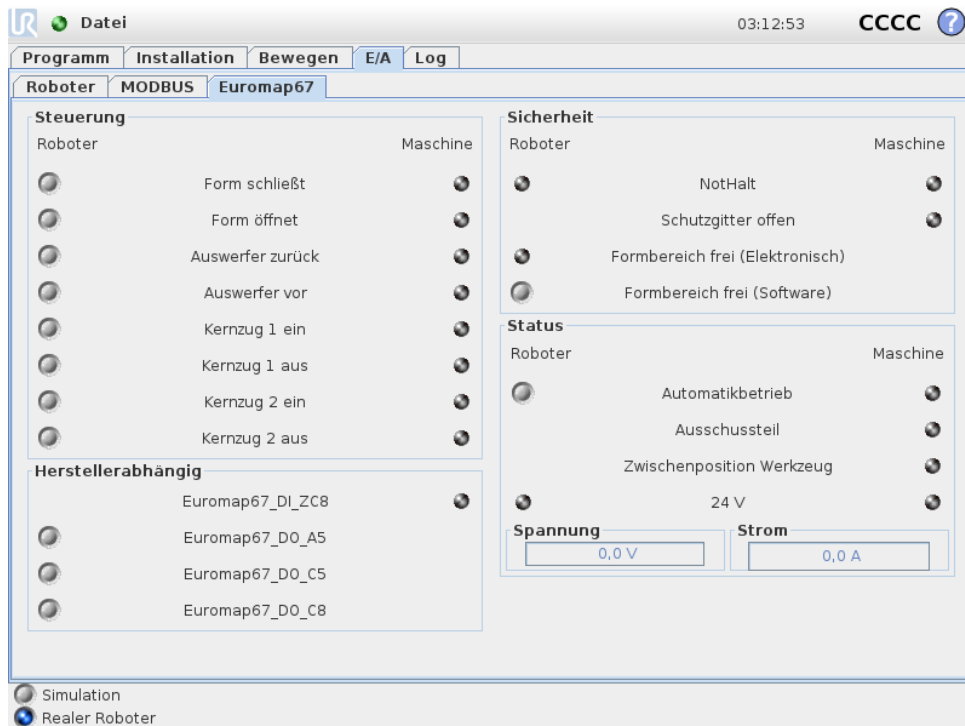 UR Datei 03:12:53 CCCC ?
Programm Installation Bewegen E/A Log
Roboter MODBUS Euromap67
Steuerung
Roboter Maschine
Form schließt
Form öffnet
Auswerfer zurück
Auswerfer vor
Kernzug 1 ein
Kernzug 1 aus
Kernzug 2 ein
Kernzug 2 aus
Herstellerabhängig
Euromap67_DI_ZC8
Euromap67_DO_A5
Euromap67_DO_C5
Euromap67_DO_C8
Sicherheit
Roboter Maschine
NotHalt
Schutzgitter offen
Formbereich frei (Elektronisch)
Formbereich frei (Software)
Status
Roboter Maschine
Automatikbetrieb
Ausschussteil
Zwischenposition Werkzeug
24 V
Spannung Strom
0,0 V 0,0 A
Simulation
Realer Roboter